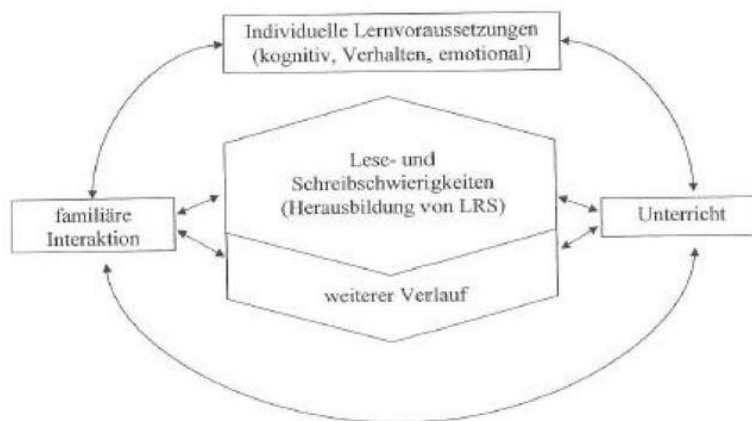 Individuelle Lernvoraussetzungen
(kognitiv, Verhalten, emotional)
Lese- und
Schreibschwierigkeiten
(Herausbildung von LRS)
familiäre
Interaktion
Unterricht
weiterer Verlauf